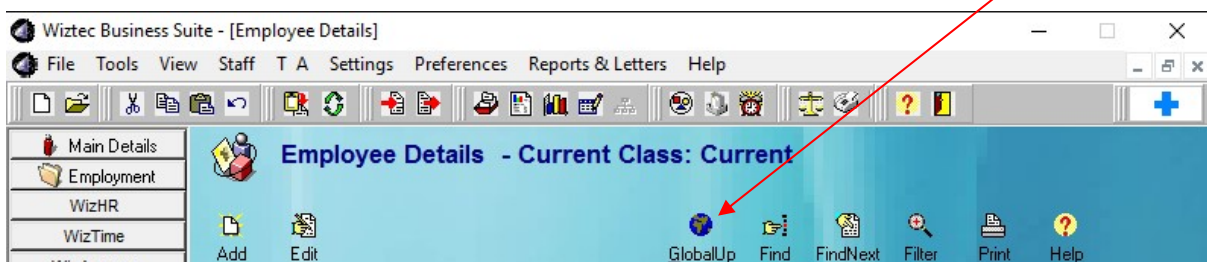 Wiztec Business Suite - [Employee Details]
File Tools View Staff T A Settings Preferences Reports & Letters Help
Main Details
Employment
WizHR
WizTime
Employee Details - Current Class: Current
Add Edit GlobalUp Find FindNext Filter Print Help